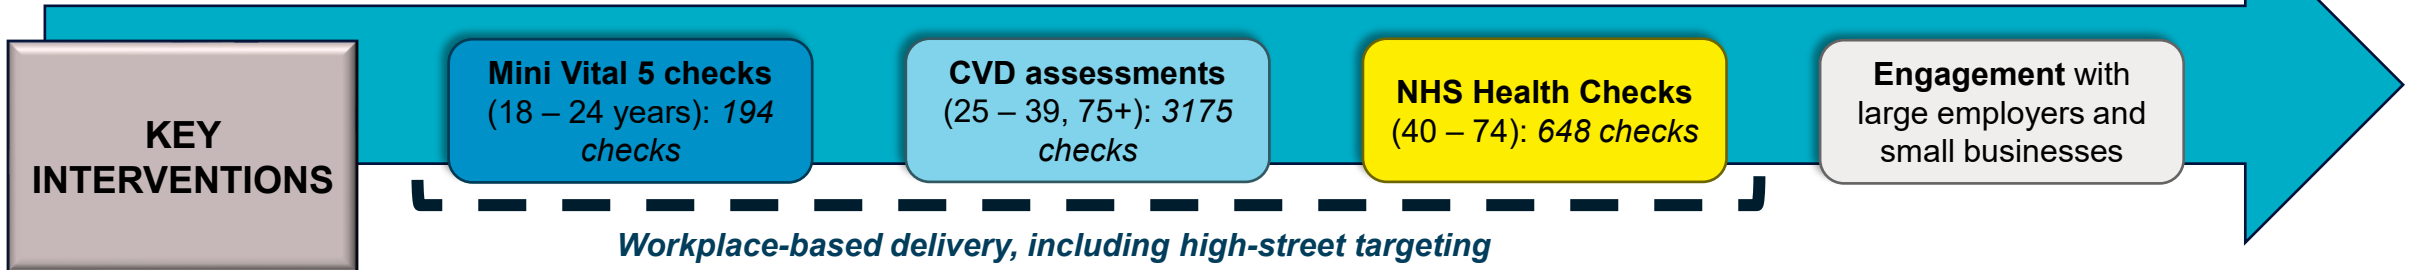 KEY
INTERVENTIONS
Mini Vital 5 checks
(18 – 24 years): 194
checks
CVD assessments
(25 – 39, 75+): 3175
checks
NHS Health Checks
(40 – 74): 648 checks
Engagement with
large employers and
small businesses
Workplace-based delivery, including high-street targeting